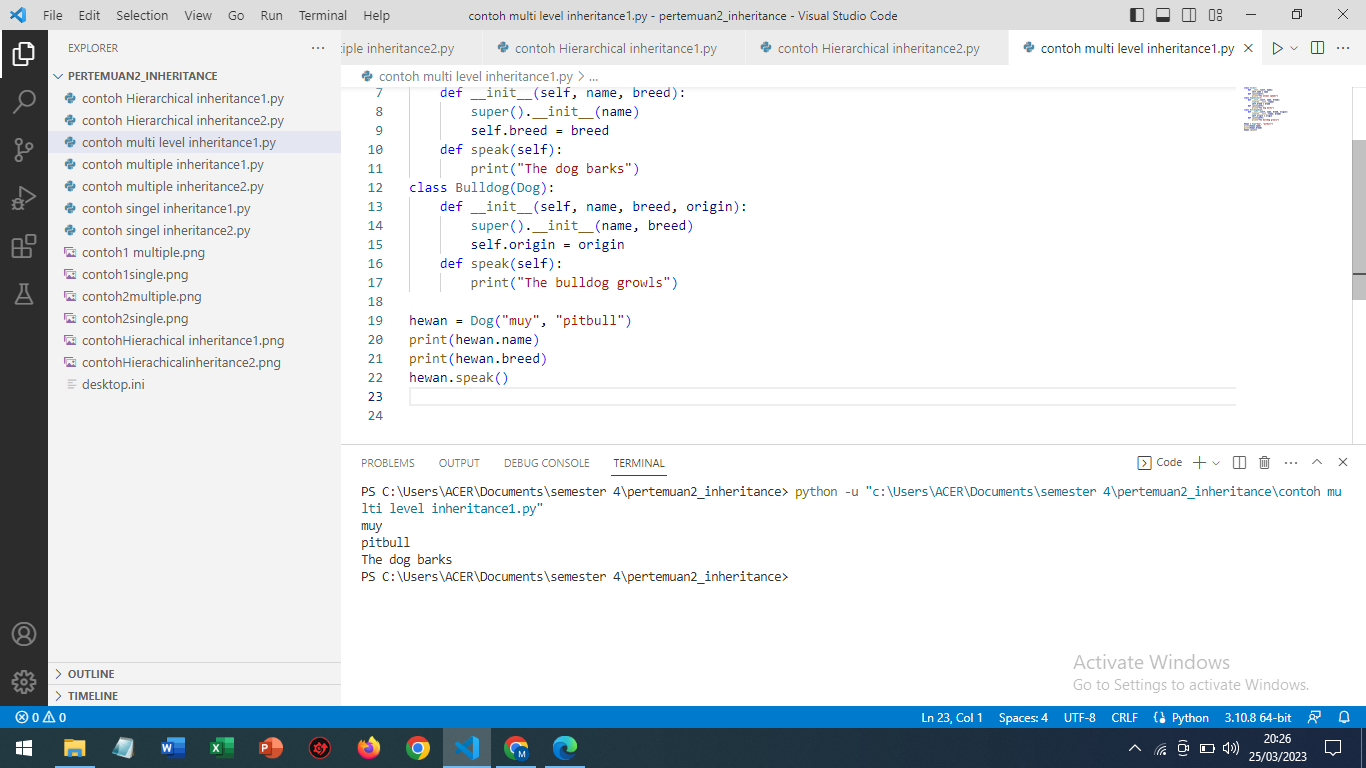 File Edit Selection View Go Run Terminal Help
contoh multi level inheritance1.py - pertemuan2_inheritance - Visual Studio Code
EXPLORER
PERTEMUAN2_INHERITANCE
contoh Hierarchical inheritance1.py
contoh Hierarchical inheritance2.py
contoh multi level inheritance1.py
contoh multiple inheritance1.py
contoh multiple inheritance2.py
contoh singel inheritance1.py
contoh singel inheritance2.py
contoh1 multiple.png
contoh1single.png
contoh2multiple.png
contoh2single.png
contohHierachical inheritance1.png
contohHierachicalinheritance2.png
desktop.ini
OUTLINE
TIMELINE
tiple inheritance2.py contoh Hierarchical inheritance1.py contoh Hierarchical inheritance2.py contoh multi level inheritance1.py
contoh multi level inheritance1.py > ...
7 def __init__(self, name, breed):
8 super().__init__(name)
9 self.breed = breed
10 def speak(self):
11 print("The dog barks")
12 class Bulldog(Dog):
13 def __init__(self, name, breed, origin):
14 super().__init__(name, breed)
15 self.origin = origin
16 def speak(self):
17 print("The bulldog growls")
18
19 hewan = Dog("muy", "pitbull")
20 print(hewan.name)
21 print(hewan.breed)
22 hewan.speak()
23
24
PROBLEMS OUTPUT DEBUG CONSOLE TERMINAL
Code
PS C:\Users\ACER\Documents\semester 4\pertemuan2_inheritance> python -u "c:\Users\ACER\Documents\semester 4\pertemuan2_inheritance\contoh mu
lti level inheritance1.py"
muy
pitbull
The dog barks
PS C:\Users\ACER\Documents\semester 4\pertemuan2_inheritance>
Activate Windows
Go to Settings to activate Windows.
0 0
Ln 23, Col 1 Spaces: 4 UTF-8 CRLF Python 3.10.8 64-bit
20:26
25/03/2023